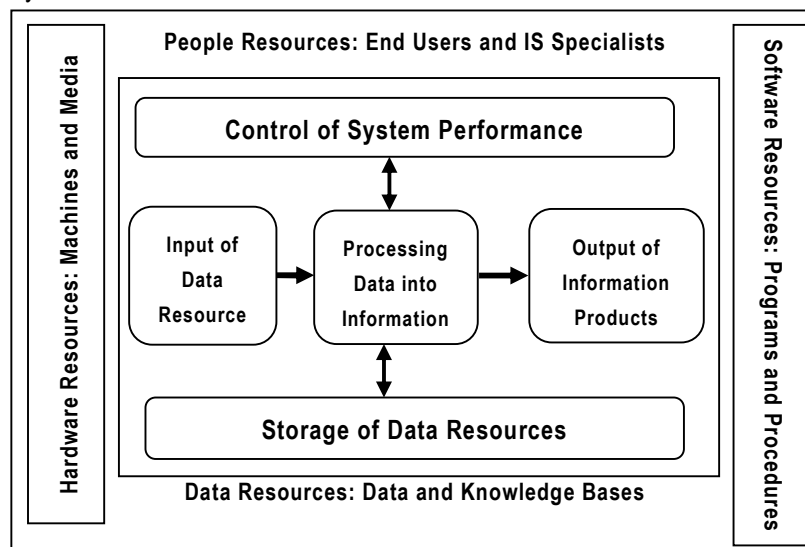 People Resources: End Users and IS Specialists
Hardware Resources: Machines and Media
Software Resources: Programs and Procedures
Control of System Performance
Input of
Data
Resource
Processing
Data into
Information
Output of
Information
Products
Storage of Data Resources
Data Resources: Data and Knowledge Bases